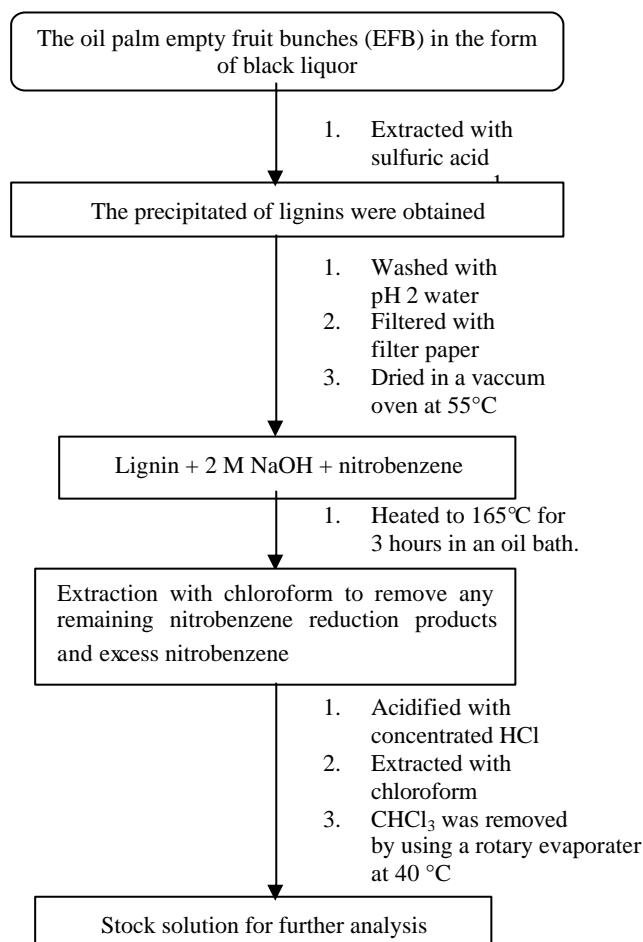 The oil palm empty fruit bunches (EFB) in the form
of black liquor
1. Extracted with
sulfuric acid
The precipitated of lignins were obtained
1. Washed with
pH 2 water
2. Filtered with
filter paper
3. Dried in a vaccum
oven at 55°C
Lignin + 2 M NaOH + nitrobenzene
1. Heated to 165°C for
3 hours in an oil bath.
Extraction with chloroform to remove any
remaining nitrobenzene reduction products
and excess nitrobenzene
1. Acidified with
concentrated HCl
2. Extracted with
chloroform
3. CHCl₃ was removed
by using a rotary evaporater
at 40 °C
Stock solution for further analysis